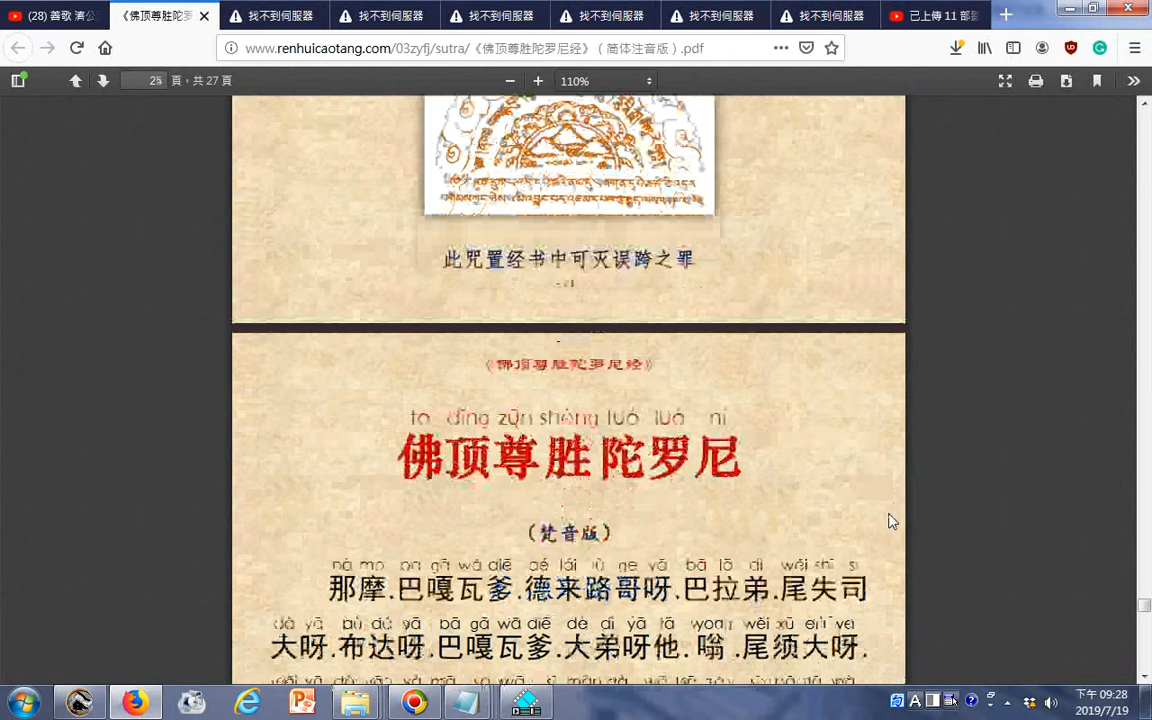 (28) 善歌 濟公
《佛顶尊胜陀罗
找不到伺服器
找不到伺服器
找不到伺服器
找不到伺服器
找不到伺服器
找不到伺服器
已上傳 11 部影
www.renhuicaotang.com/03zyfj/sutra/《佛顶尊胜陀罗尼经》(简体注音版).pdf
25 頁，共 27 頁
110%
此咒置经书中可灭误跨之罪
《佛顶尊胜陀罗尼经》
dǐng zūn shèng luó ní
佛顶尊胜陀罗尼
(梵音版)
那摩.巴嘎瓦爹.德来路哥呀.巴拉弟.尾失司
大呀.布达呀.巴嘎瓦爹.大弟呀他.嗡.尾须大呀.
下午 09:28
2019/7/19